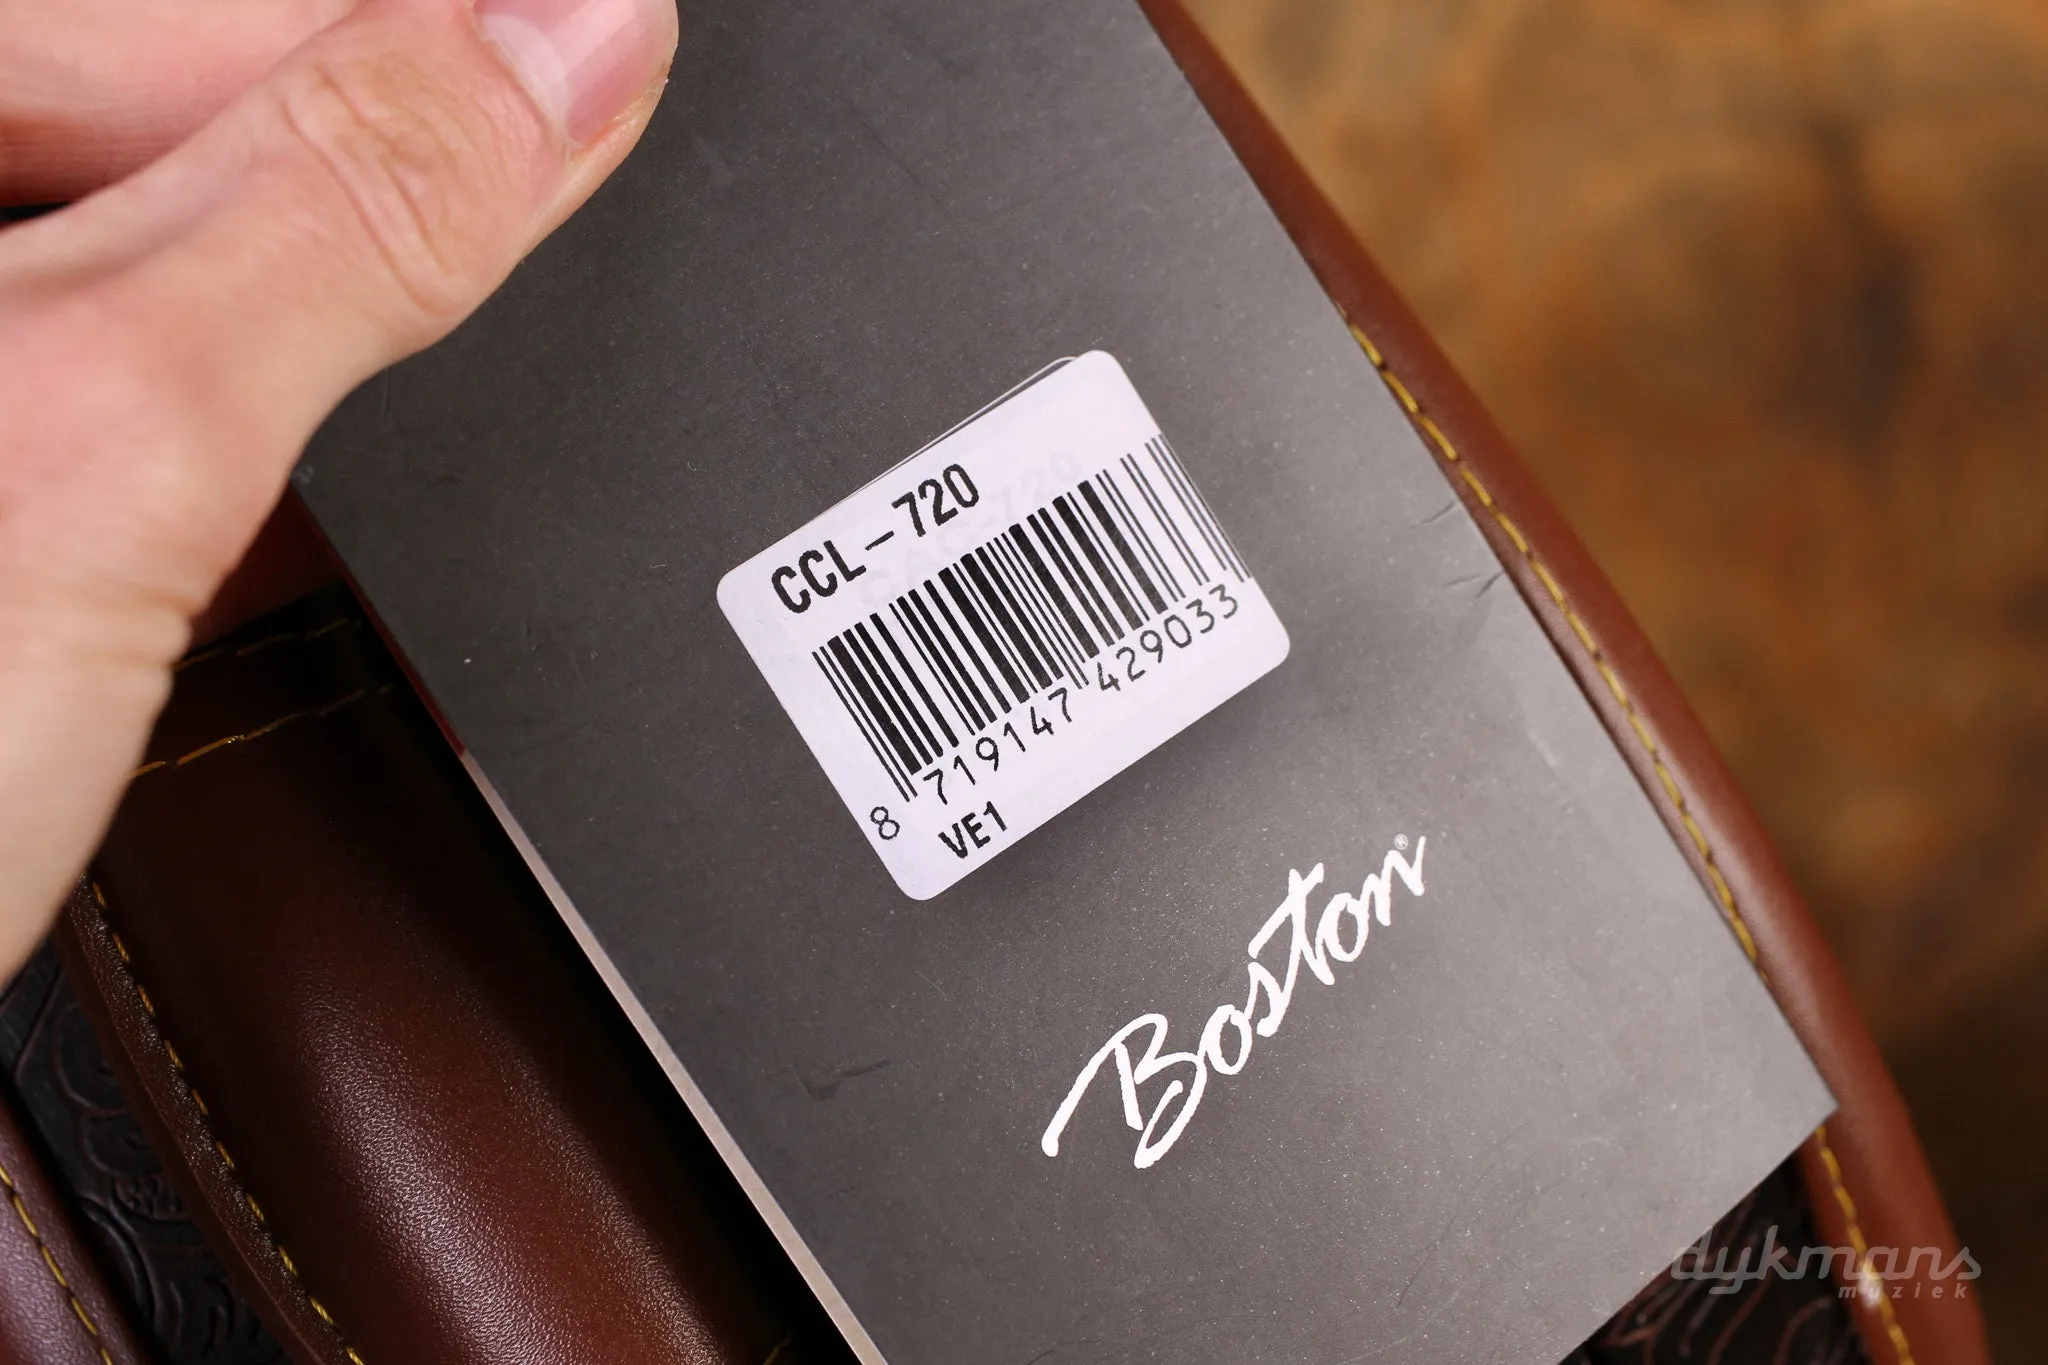 CCL-720
8 719147 429033
VE1
Boston®
dykmans
muziek